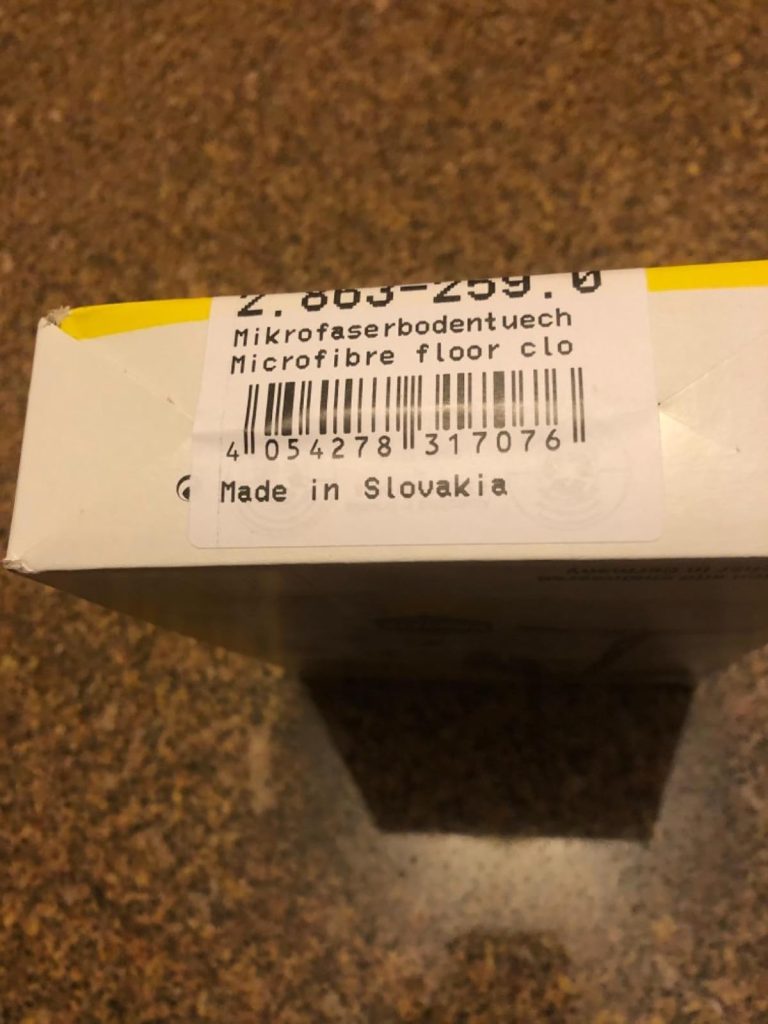 2.863-259.0
Mikrofaserbodentuech
Microfibre floor clo
4 054278 317076
Made in Slovakia